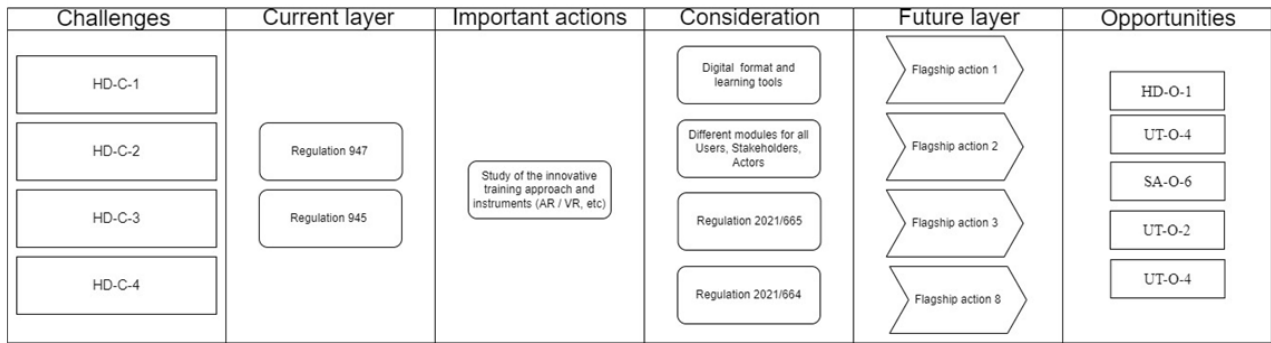 Challenges
Current layer
Important actions
Consideration
Future layer
Opportunities
HD-C-1
HD-C-2
HD-C-3
HD-C-4
Regulation 947
Regulation 945
Study of the innovative
training approach and
instruments (AR / VR, etc)
Digital format and
learning tools
Different modules for all
Users, Stakeholders,
Actors
Regulation 2021/665
Regulation 2021/664
Flagship action 1
Flagship action 2
Flagship action 3
Flagship action 8
HD-O-1
UT-O-4
SA-O-6
UT-O-2
UT-O-4